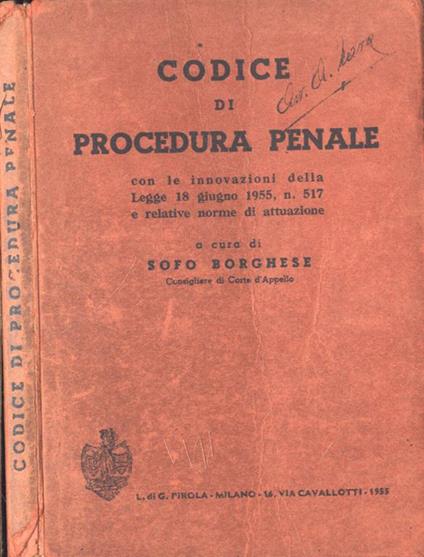 CODICE DI PROCEDURA PENALE
CODICE
DI
PROCEDURA PENALE
con le innovazioni della
Legge 18 giugno 1955, n. 517
e relative norme di attuazione
a cura di
SOFO BORGHESE
Consigliere di Corte d'Appello
L. di G. PIROLA - MILANO - 16, VIA CAVALLOTTI - 1955